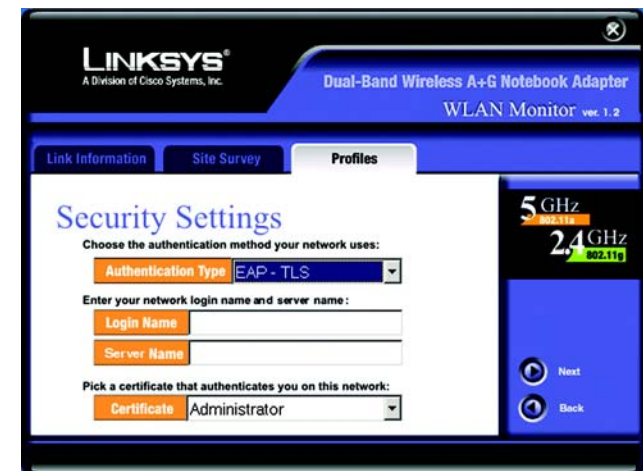 LINKSYS®
A Division of Cisco Systems, Inc.
Dual-Band Wireless A+G Notebook Adapter
WLAN Monitor ver. 1.2
Link Information Site Survey Profiles
Security Settings
Choose the authentication method your network uses:
Authentication Type EAP - TLS
Enter your network login name and server name:
Login Name
Server Name
Pick a certificate that authenticates you on this network:
Certificate Administrator
5 GHz
802.11a
2.4 GHz
802.11g
Next
Back